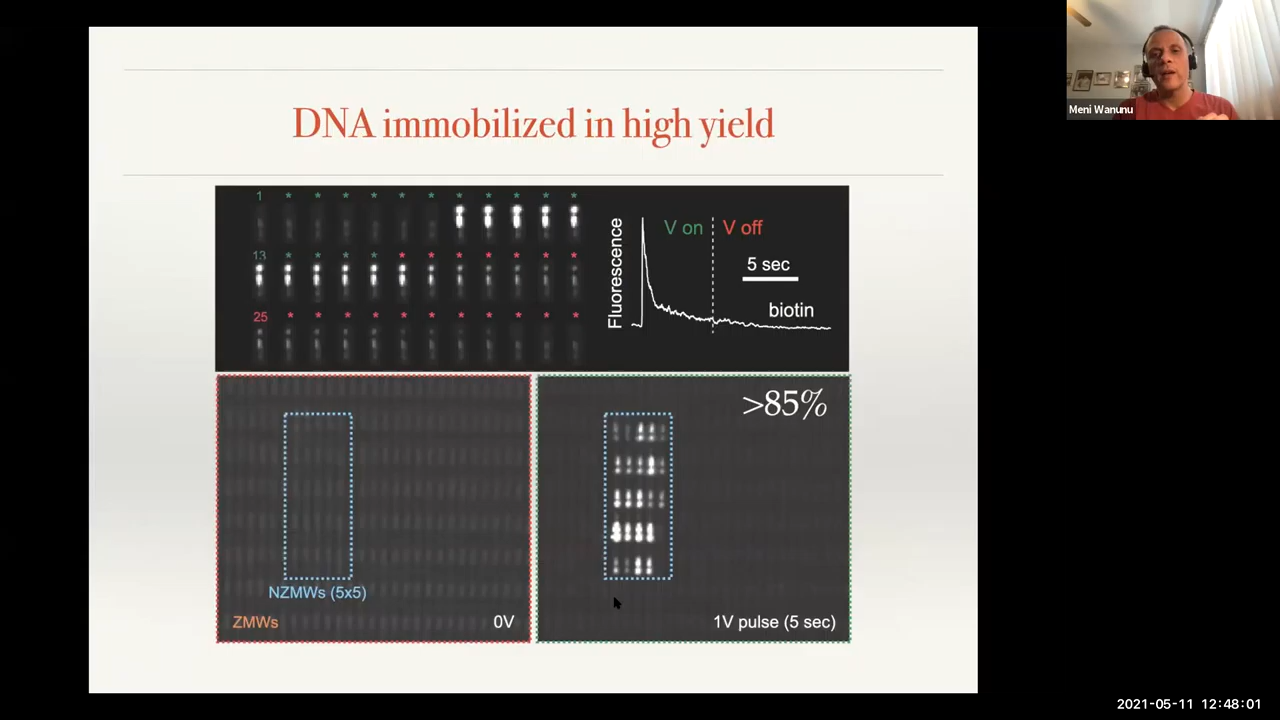 DNA immobilized in high yield
1 * * * * * * * * * * *
13 * * * * * * * * * * *
25 * * * * * * * * * * *
Fluorescence
V on
V off
5 sec
biotin
NZMWs (5x5)
ZMWs
0V
>85%
1V pulse (5 sec)
Meni Wanunu
2021-05-11 12:48:01